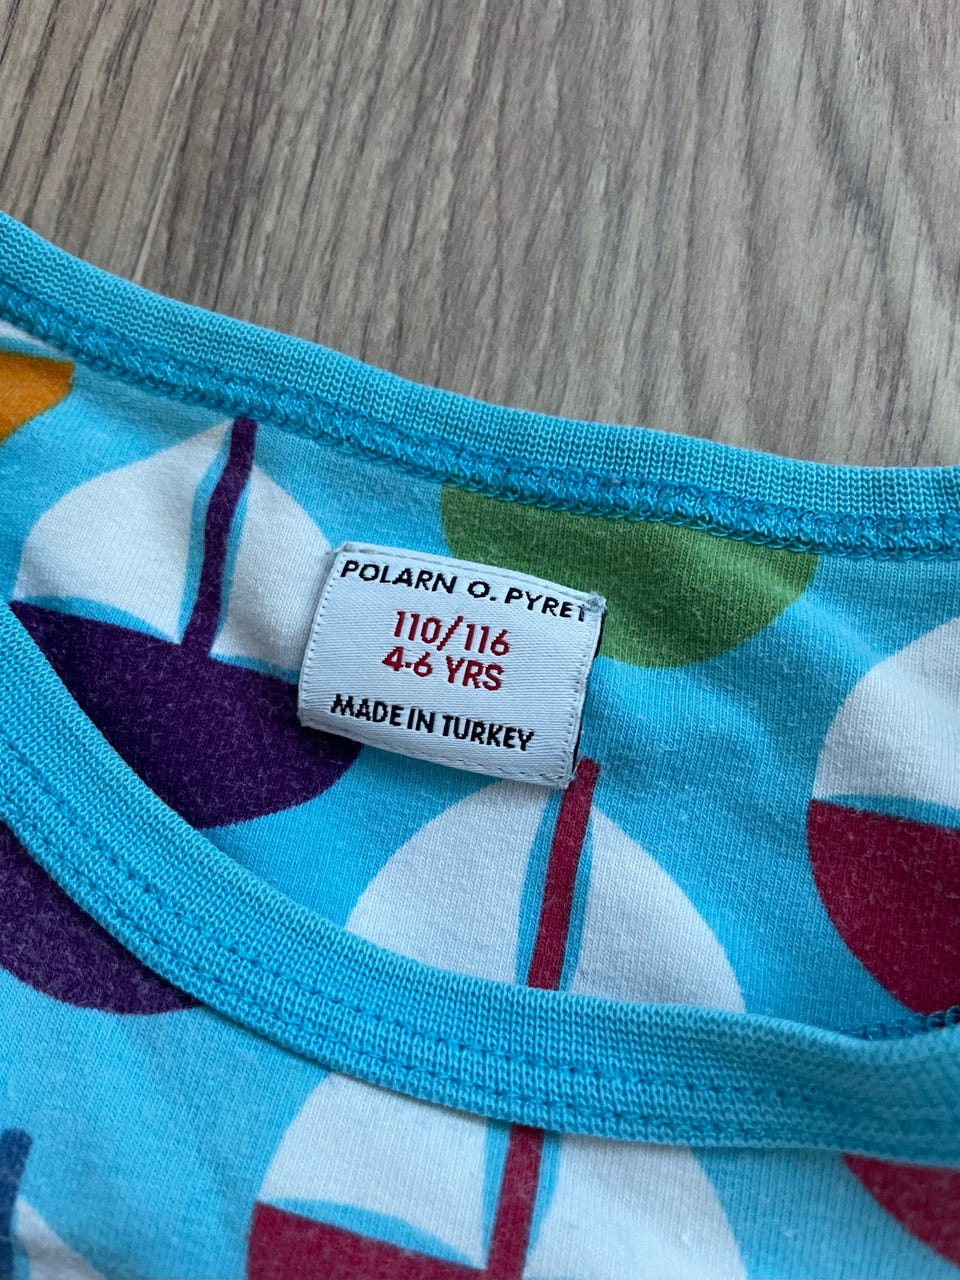 POLARN O. PYRET
110/116
4-6 YRS
MADE IN TURKEY